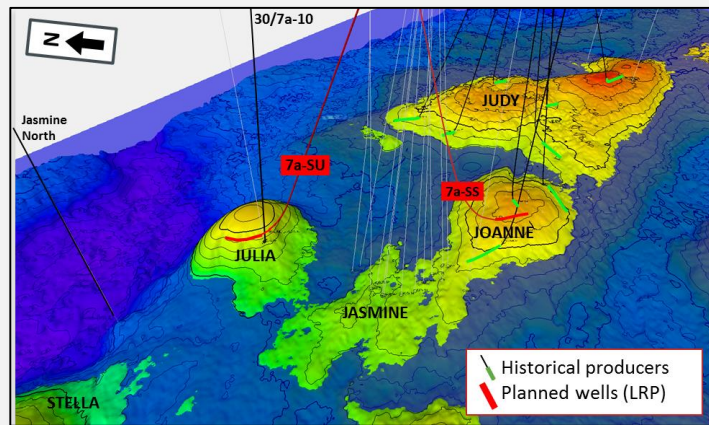 N
30/7a-10
Jasmine
North
JUDY
7a-SU
7a-SS
JULIA
JOANNE
JASMINE
STELLA
Historical producers
Planned wells (LRP)